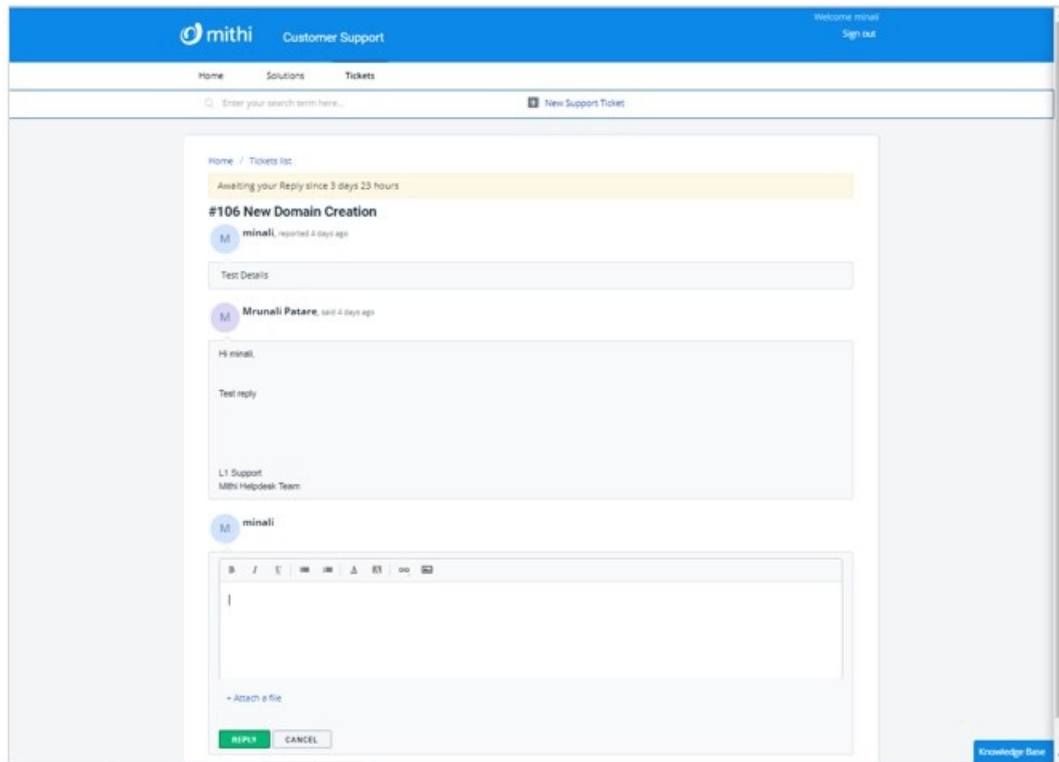 Welcome minali
mithi Customer Support
Sign out
Home Solutions Tickets
Enter your search term here...
New Support Ticket
Home / Tickets list
Awaiting your Reply since 3 days 23 hours
#106 New Domain Creation
M minali, reported 4 days ago
Test Details
M Mrunali Patare, said 4 days ago
Hi minali,
Test reply
L1 Support
Mithi Helpdesk Team
M minali
B I U A
+ Attach a file
REPLY CANCEL
Knowledge Base